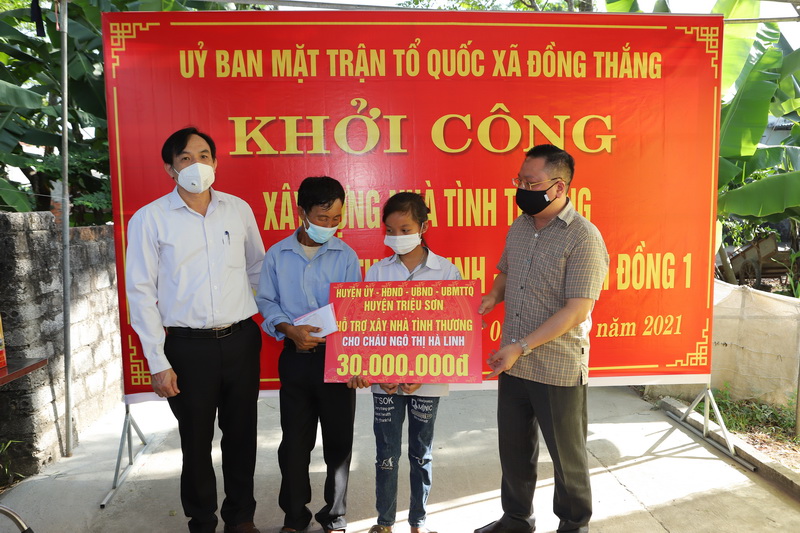 UỶ BAN MẶT TRẬN TỔ QUỐC XÃ ĐỒNG THẮNG
KHỞI CÔNG
XÂY DỰNG NHÀ TÌNH
ĐỒNG 1
năm 2021
HUYỆN ỦY - HĐND - UBND - UBMTTQ
HUYỆN TRIỆU SƠN
HỖ TRỢ XÂY NHÀ TÌNH THƯƠNG
CHO CHÁU NGÔ THỊ HÀ LINH
30.000.000đ